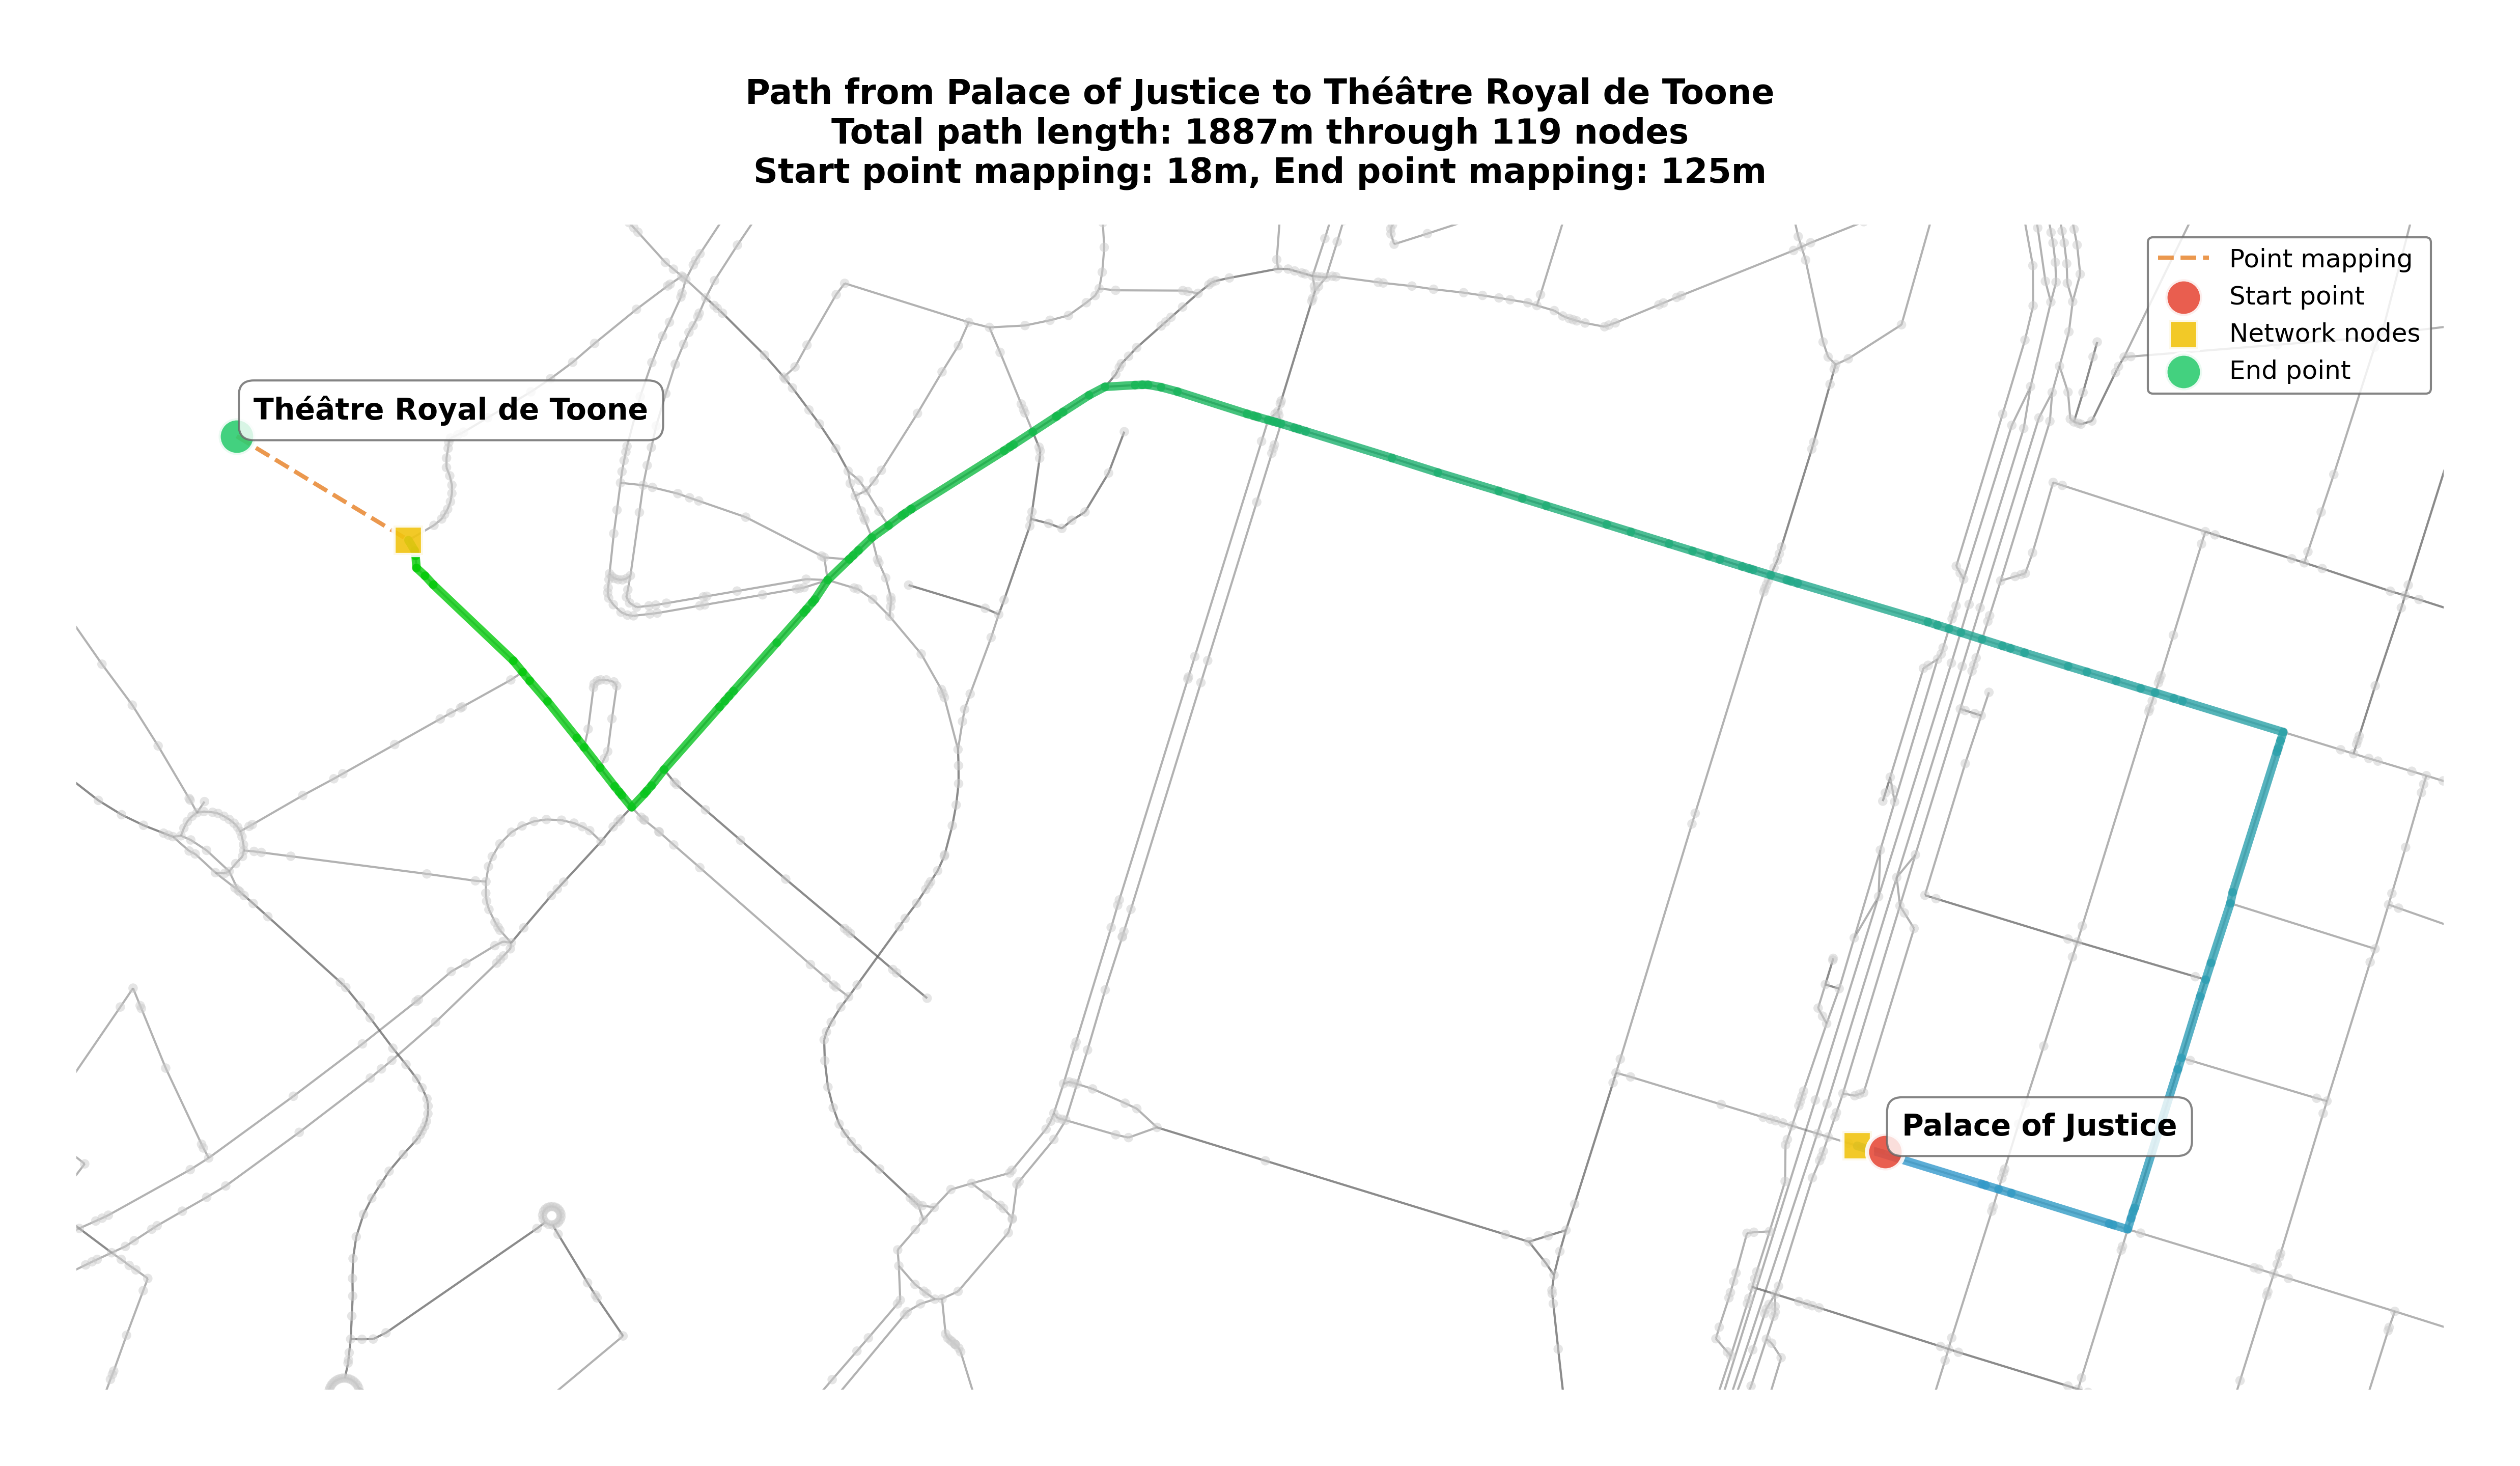 Path from Palace of Justice to Théâtre Royal de Toone
Total path length: 1887m through 119 nodes
Start point mapping: 18m, End point mapping: 125m
Point mapping
Start point
Network nodes
End point
Théâtre Royal de Toone
Palace of Justice